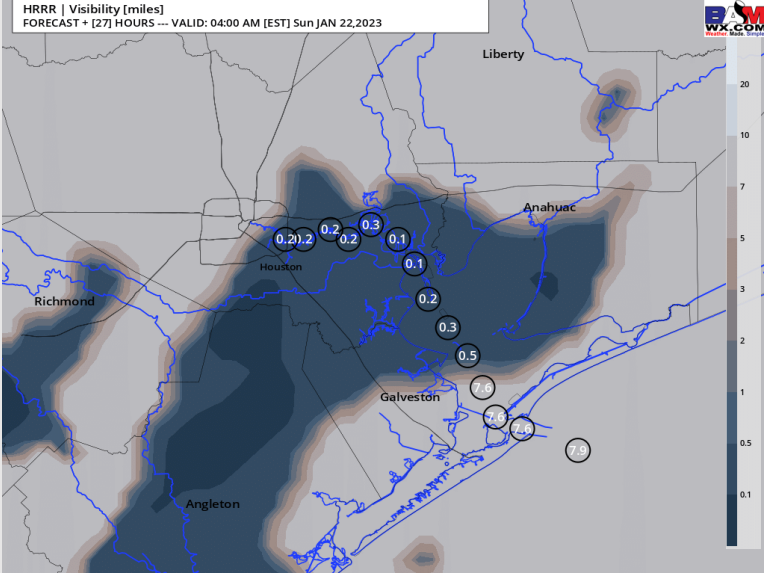 HRRR | Visibility [miles]
FORECAST + [27] HOURS --- VALID: 04:00 AM [EST] Sun JAN 22,2023
BAM
WX.COM
Weather. Made. Simple
Liberty
20
10
7
Anahuac
0.3
0.2
0.2
0.2
0.2
0.1
5
0.1
Houston
3
Richmond
0.2
0.3
2
0.5
7.6
1
Galveston
7.6
7.6
0.5
7.9
0.1
Angleton